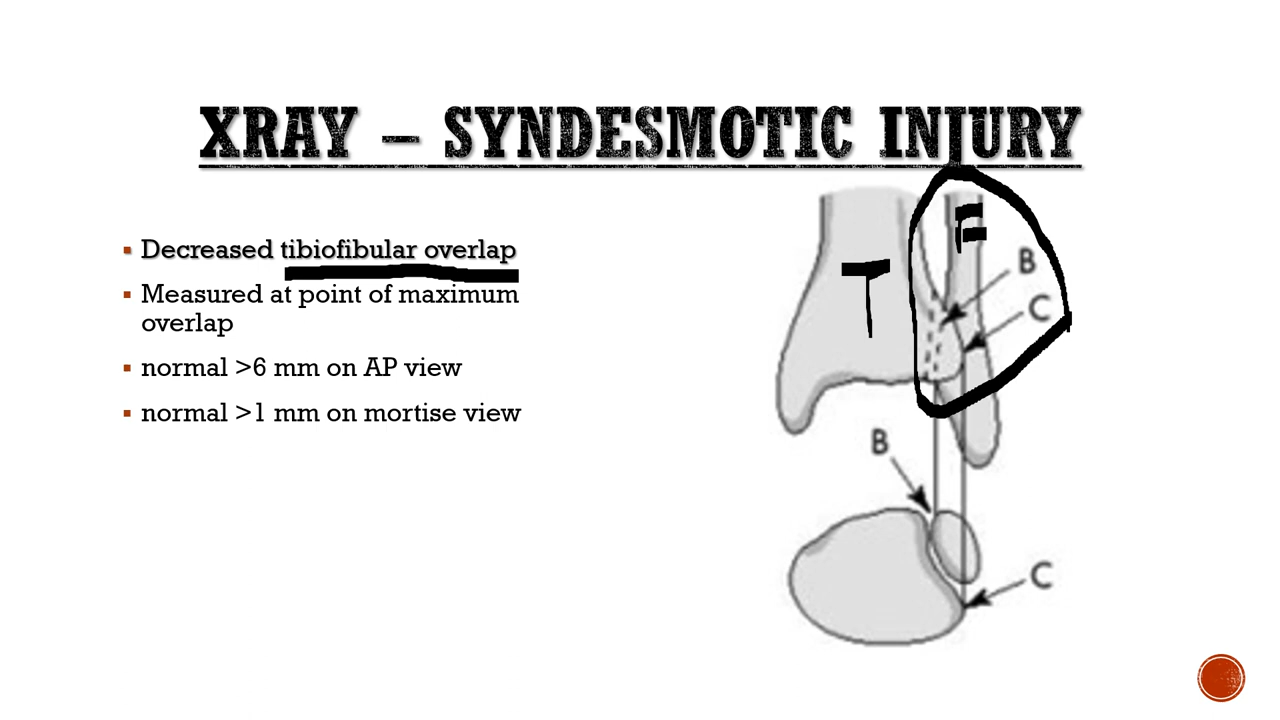 XRAY – SYNDESMOTIC INJURY
▪ Decreased tibiofibular overlap
▪ Measured at point of maximum
overlap
▪ normal >6 mm on AP view
▪ normal >1 mm on mortise view
F
T
B
C
B
C